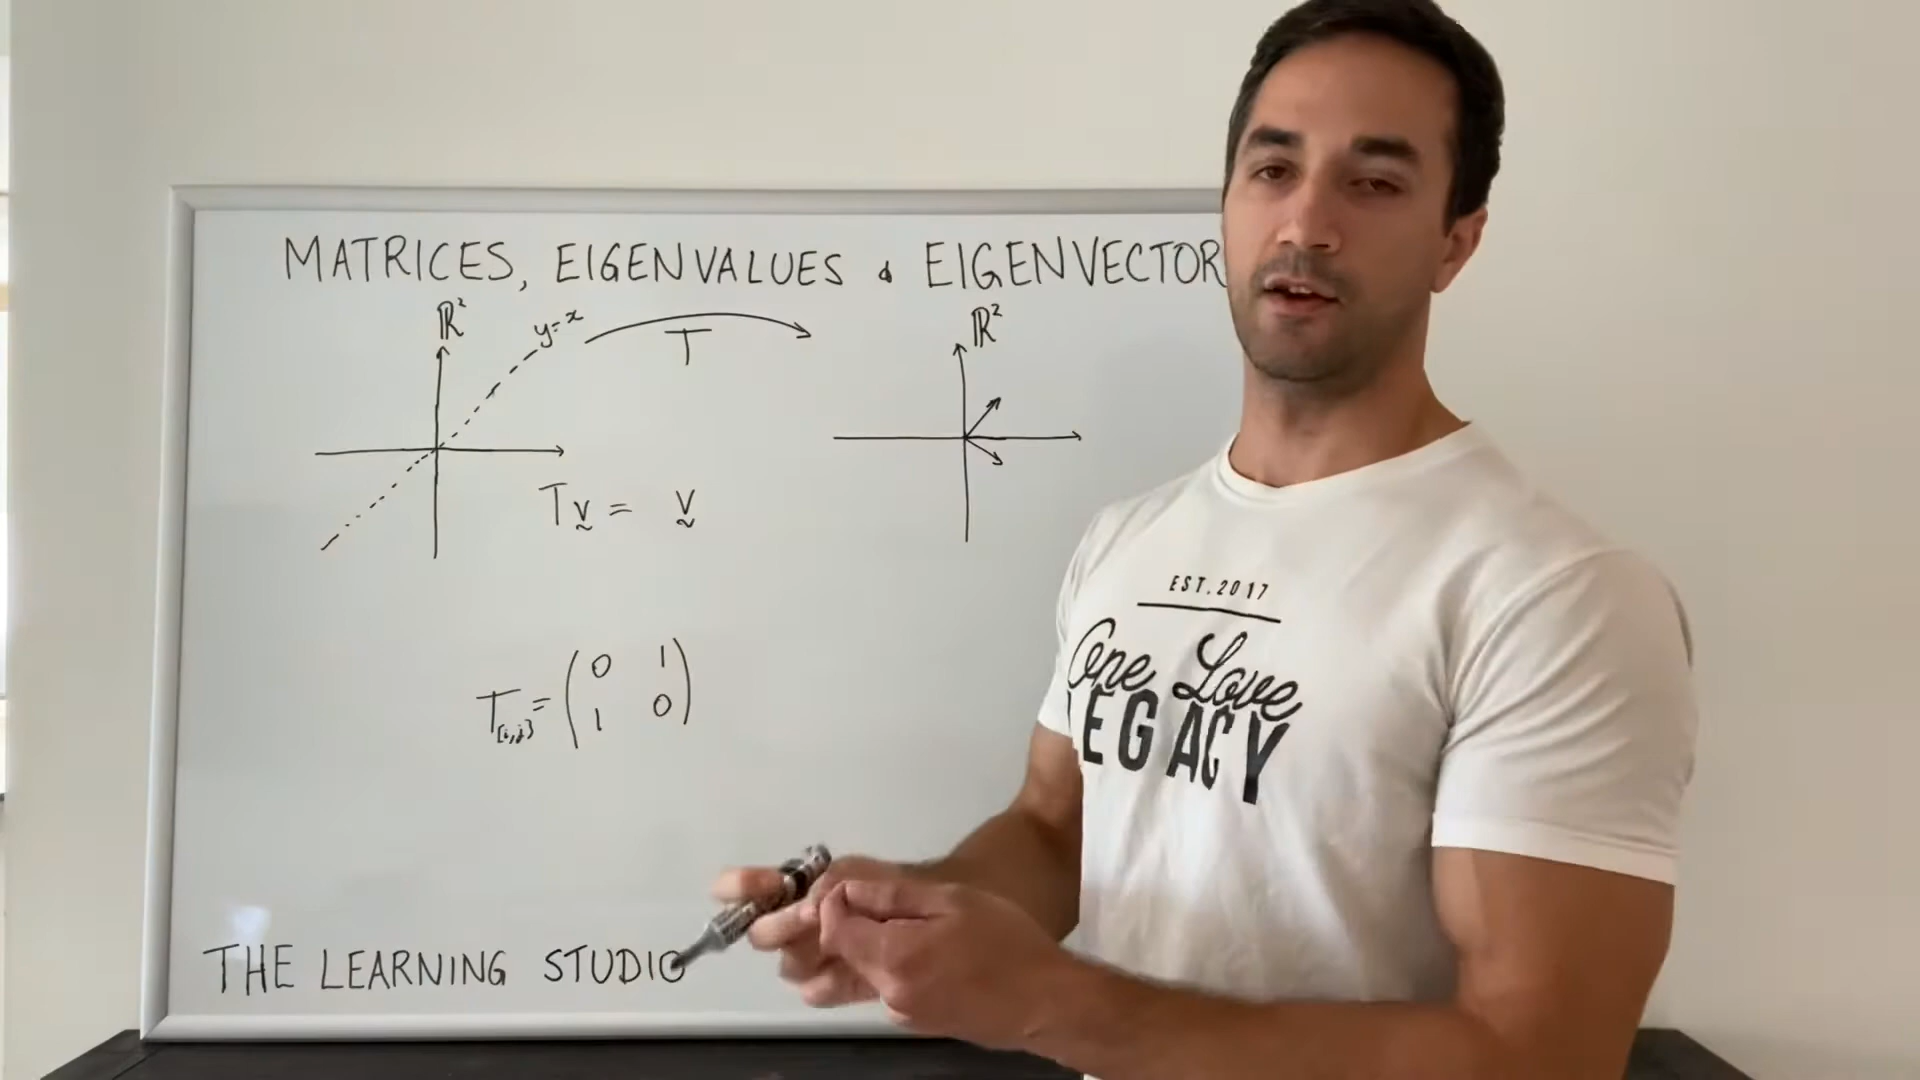 MATRICES, EIGENVALUES & EIGENVECTOR
ℝ²
y=x
T
ℝ²
Tv = v
T{i,j} = (0 1
1 0)
THE LEARNING STUDIO
EST. 2017
One Love
LEGACY